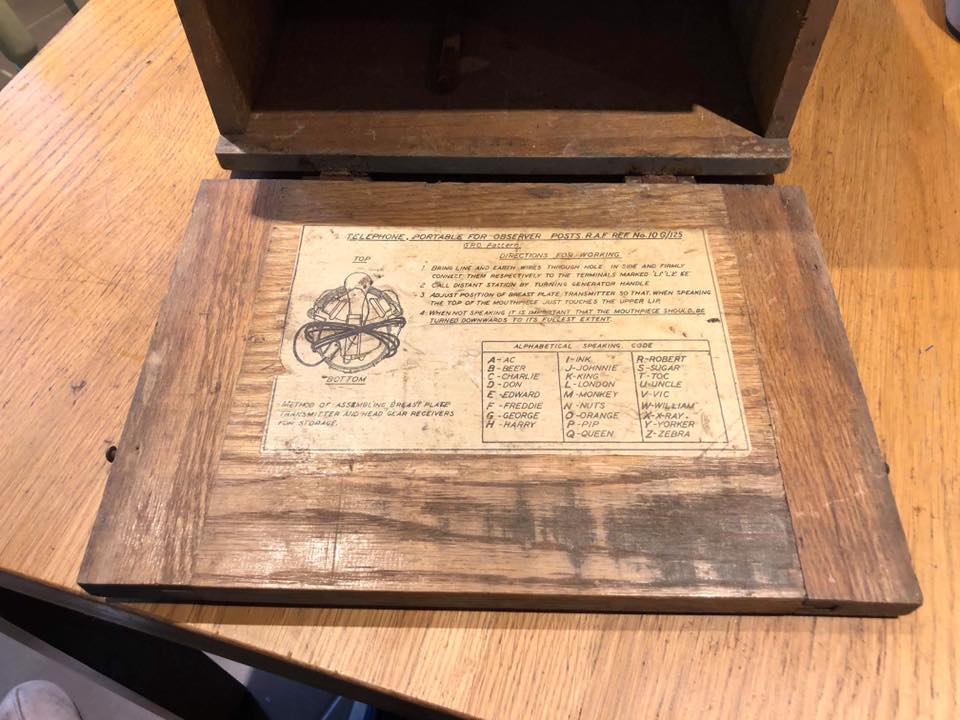 TELEPHONE. PORTABLE FOR OBSERVER POSTS. R.A.F. REF. No. 10 G/125
G.P.O. Pattern
DIRECTIONS FOR WORKING
1 BRING LINE AND EARTH WIRES THROUGH HOLE IN SIDE AND FIRMLY
CONNECT THEM RESPECTIVELY TO THE TERMINALS MARKED 'L1' 'L2' 'E'
2 CALL DISTANT STATION BY TURNING GENERATOR HANDLE
3 ADJUST POSITION OF BREAST PLATE TRANSMITTER SO THAT, WHEN SPEAKING
THE TOP OF THE MOUTHPIECE JUST TOUCHES THE UPPER LIP.
4 WHEN NOT SPEAKING IT IS IMPORTANT THAT THE MOUTHPIECE SHOULD BE
TURNED DOWNWARDS TO ITS FULLEST EXTENT.
TOP
BOTTOM
METHOD OF ASSEMBLING BREAST PLATE
TRANSMITTER AND HEAD GEAR RECEIVERS
FOR STORAGE.
ALPHABETICAL SPEAKING CODE
A - AC
B - BEER
C - CHARLIE
D - DON
E - EDWARD
F - FREDDIE
G - GEORGE
H - HARRY
I - INK
J - JOHNNIE
K - KING
L - LONDON
M - MONKEY
N - NUTS
O - ORANGE
P - PIP
Q - QUEEN
R - ROBERT
S - SUGAR
T - TOC
U - UNCLE
V - VIC
W - WILLIAM
X - X-RAY
Y - YORKER
Z - ZEBRA